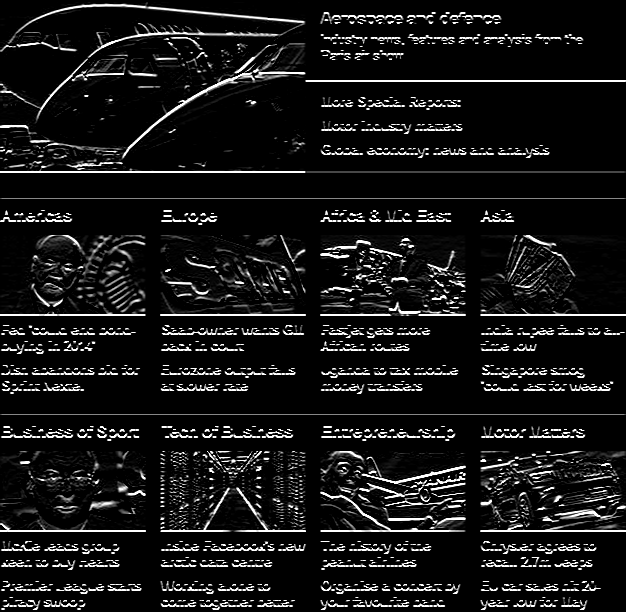 Aerospace and defence
Industry news, features and analysis from the
Paris air show
More Special Reports:
Motor industry matters
Global economy: news and analysis
Americas
Europe
Africa & Mid East
Asia
Fed "could end bond-
buying in 2014"
Dish abandons bid for
Sprint Nextel
Saab-owner wants GM
back in court
Eurozone output falls
at slower rate
Fastjet gets more
African routes
Uganda to tax mobile
money transfers
India rupee falls to all-
time low
Singapore smog
"could last for weeks"
Business of Sport
Tech of Business
Entrepreneurship
Motor Matters
McKie leads group
keen to buy Hearts
Premier League starts
piracy swoop
Inside Facebook's new
arctic data centre
Working alone to
come together better
The history of the
peanut airlines
Organise a concert by
your favourite band
Chrysler agrees to
recall 2.7m Jeeps
EU car sales hit 20-
year low for May